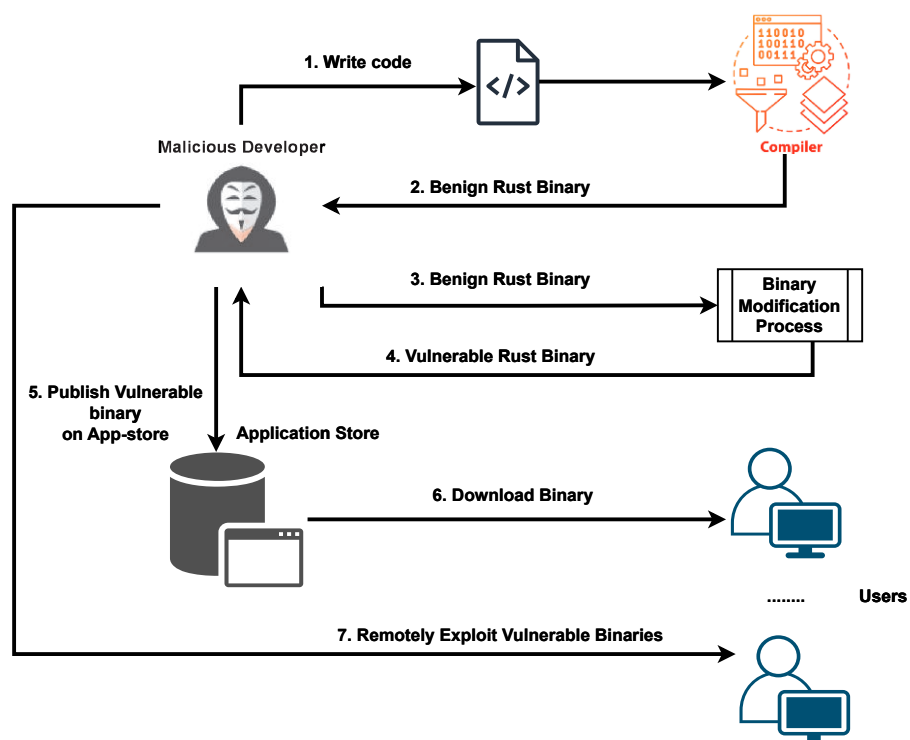 1. Write code
110010
100110
00111
</>
Compiler
Malicious Developer
2. Benign Rust Binary
3. Benign Rust Binary
Binary
Modification
Process
4. Vulnerable Rust Binary
5. Publish Vulnerable
binary
on App-store
Application Store
6. Download Binary
........
Users
7. Remotely Exploit Vulnerable Binaries